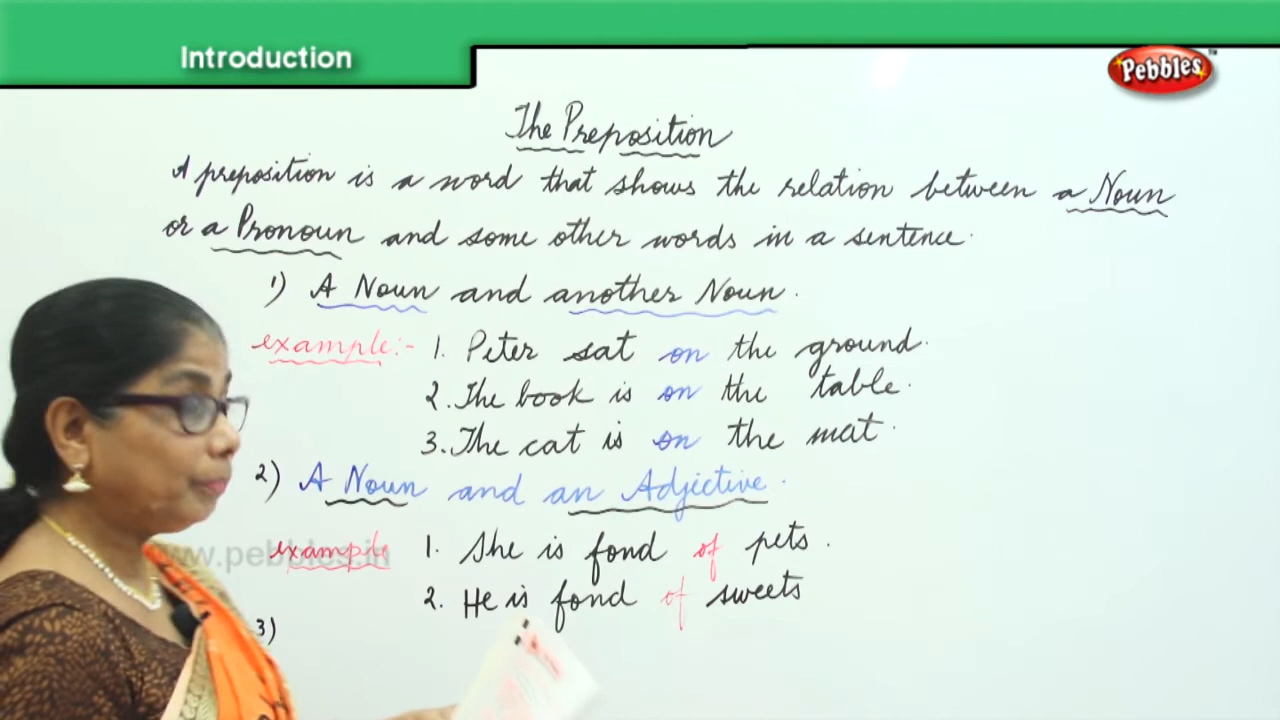 Introduction
Pebbles™
The Preposition
A preposition is a word that shows the relation between a Noun
or a Pronoun and some other words in a sentence.
1) A Noun and another Noun.
example:- 1. Peter sat on the ground.
2. The book is on the table.
3. The cat is on the mat.
2) A Noun and an Adjective.
example 1. She is fond of pets.
www.pebbles.in
2. He is fond of sweets
3)